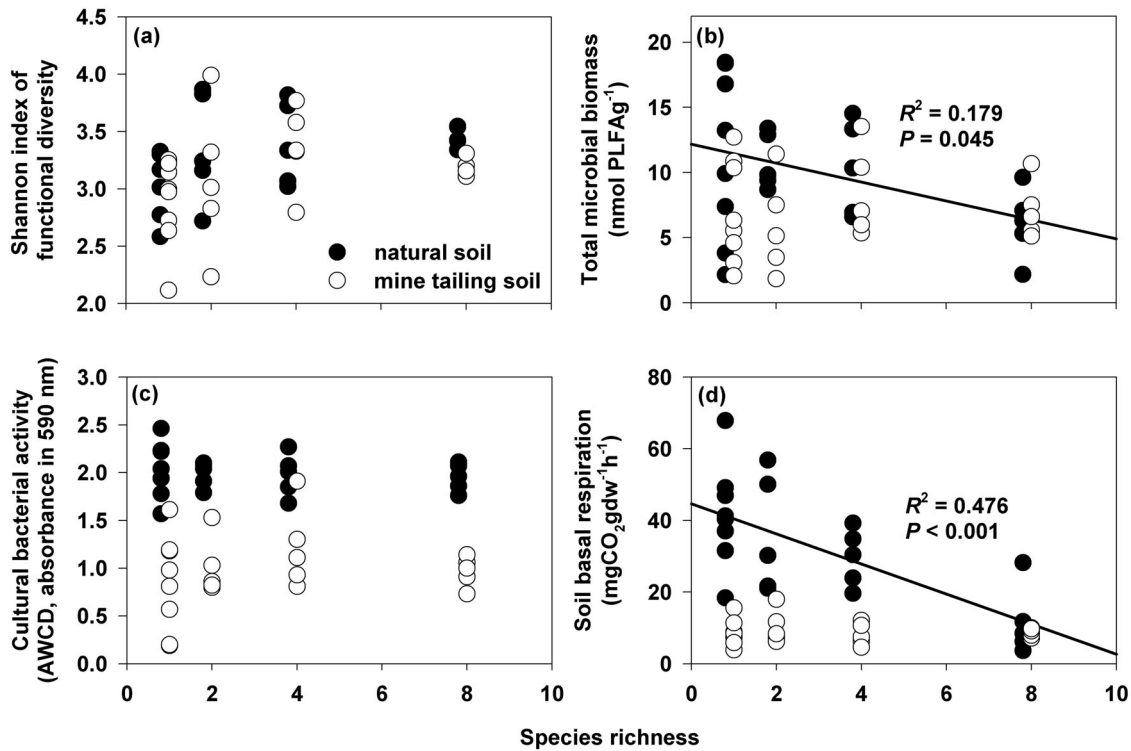 (a)
Shannon index of
functional diversity
4.5
4.0
3.5
3.0
2.5
2.0
natural soil
mine tailing soil
(b)
Total microbial biomass
(nmol PLFAg⁻¹)
20
15
10
5
0
R² = 0.179
P = 0.045
(c)
Cultural bacterial activity
(AWCD, absorbance in 590 nm)
3.0
2.5
2.0
1.5
1.0
0.5
0.0
0 2 4 6 8 10
(d)
Soil basal respiration
(mgCO₂gdw⁻¹h⁻¹)
80
60
40
20
0
R² = 0.476
P < 0.001
0 2 4 6 8 10
Species richness